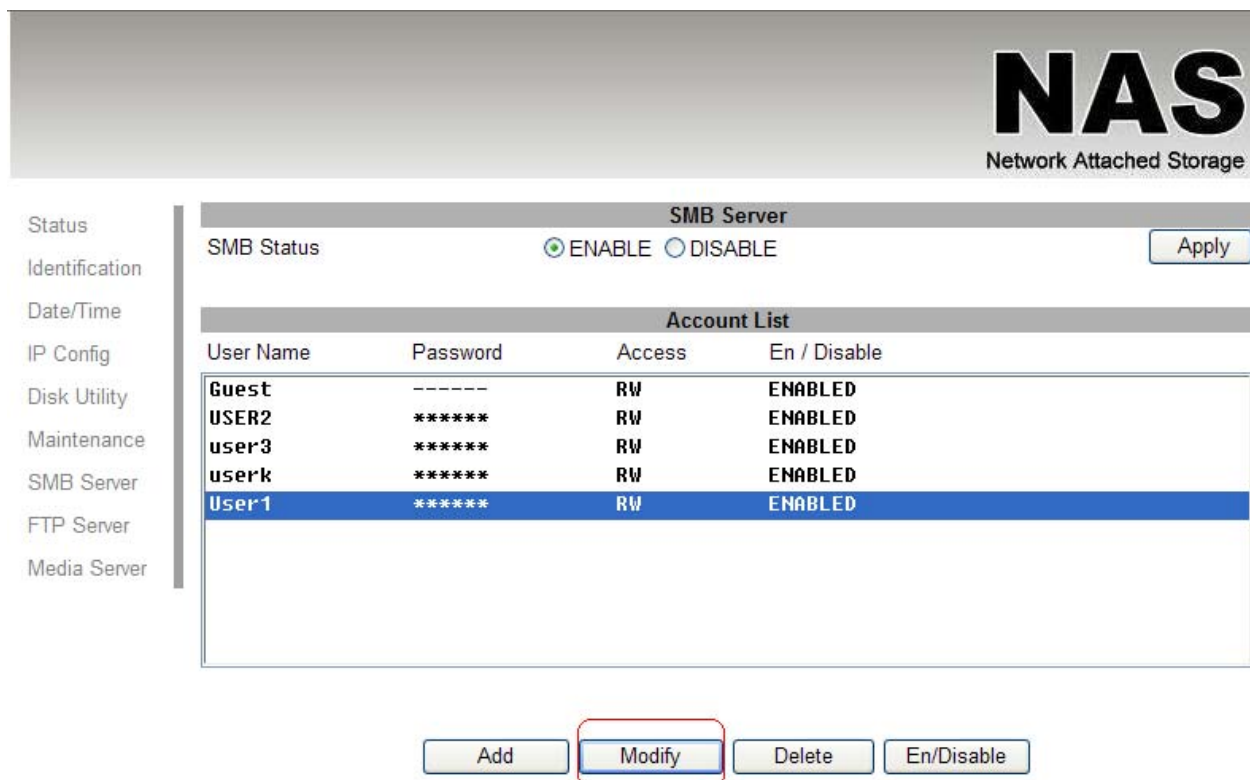 NAS
Network Attached Storage
Status
Identification
Date/Time
IP Config
Disk Utility
Maintenance
SMB Server
FTP Server
Media Server
SMB Server
SMB Status ENABLE DISABLE Apply
Account List
User Name Password Access En / Disable
Guest ------ RW ENABLED
USER2 ****** RW ENABLED
user3 ****** RW ENABLED
userk ****** RW ENABLED
User1 ****** RW ENABLED
Add Modify Delete En/Disable